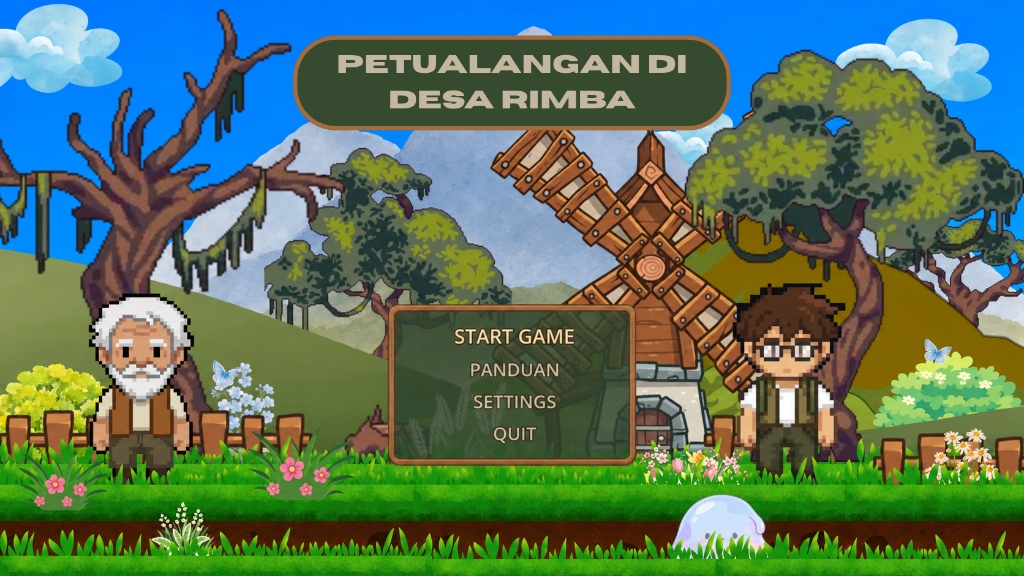 PETUALANGAN DI
DESA RIMBA
START GAME
PANDUAN
SETTINGS
QUIT